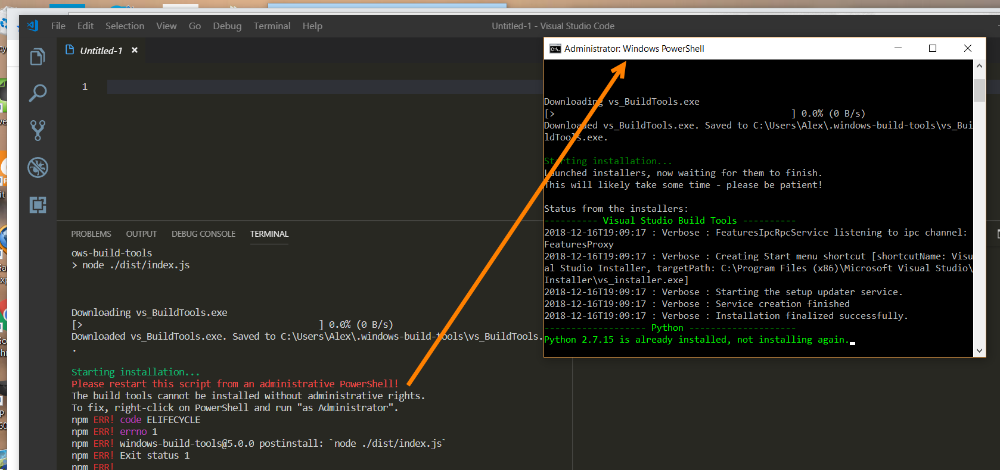 File Edit Selection View Go Debug Terminal Help
Untitled-1 - Visual Studio Code
Untitled-1
1
PROBLEMS OUTPUT DEBUG CONSOLE TERMINAL
ows-build-tools
> node ./dist/index.js
Downloading vs_BuildTools.exe
[> ] 0.0% (0 B/s)
Downloaded vs_BuildTools.exe. Saved to C:\Users\Alex\.windows-build-tools\vs_BuildTools.
.
Starting installation...
Please restart this script from an administrative PowerShell!
The build tools cannot be installed without administrative rights.
To fix, right-click on PowerShell and run "as Administrator".
npm ERR! code ELIFECYCLE
npm ERR! errno 1
npm ERR! windows-build-tools@5.0.0 postinstall: `node ./dist/index.js`
npm ERR! Exit status 1
npm ERR!
Administrator: Windows PowerShell
Downloading vs_BuildTools.exe
[> ] 0.0% (0 B/s)
Downloaded vs_BuildTools.exe. Saved to C:\Users\Alex\.windows-build-tools\vs_Bui
ldTools.exe.
Starting installation...
Launched installers, now waiting for them to finish.
This will likely take some time - please be patient!
Status from the installers:
---------- Visual Studio Build Tools ----------
2018-12-16T19:09:17 : Verbose : FeaturesIpcRpcService listening to ipc channel:
FeaturesProxy
2018-12-16T19:09:17 : Verbose : Creating Start menu shortcut [shortcutName: Visu
al Studio Installer, targetPath: C:\Program Files (x86)\Microsoft Visual Studio\
Installer\vs_installer.exe]
2018-12-16T19:09:17 : Verbose : Starting the setup updater service.
2018-12-16T19:09:17 : Verbose : Service creation finished
2018-12-16T19:09:17 : Verbose : Installation finalized successfully.
------------------- Python --------------------
Python 2.7.15 is already installed, not installing again.